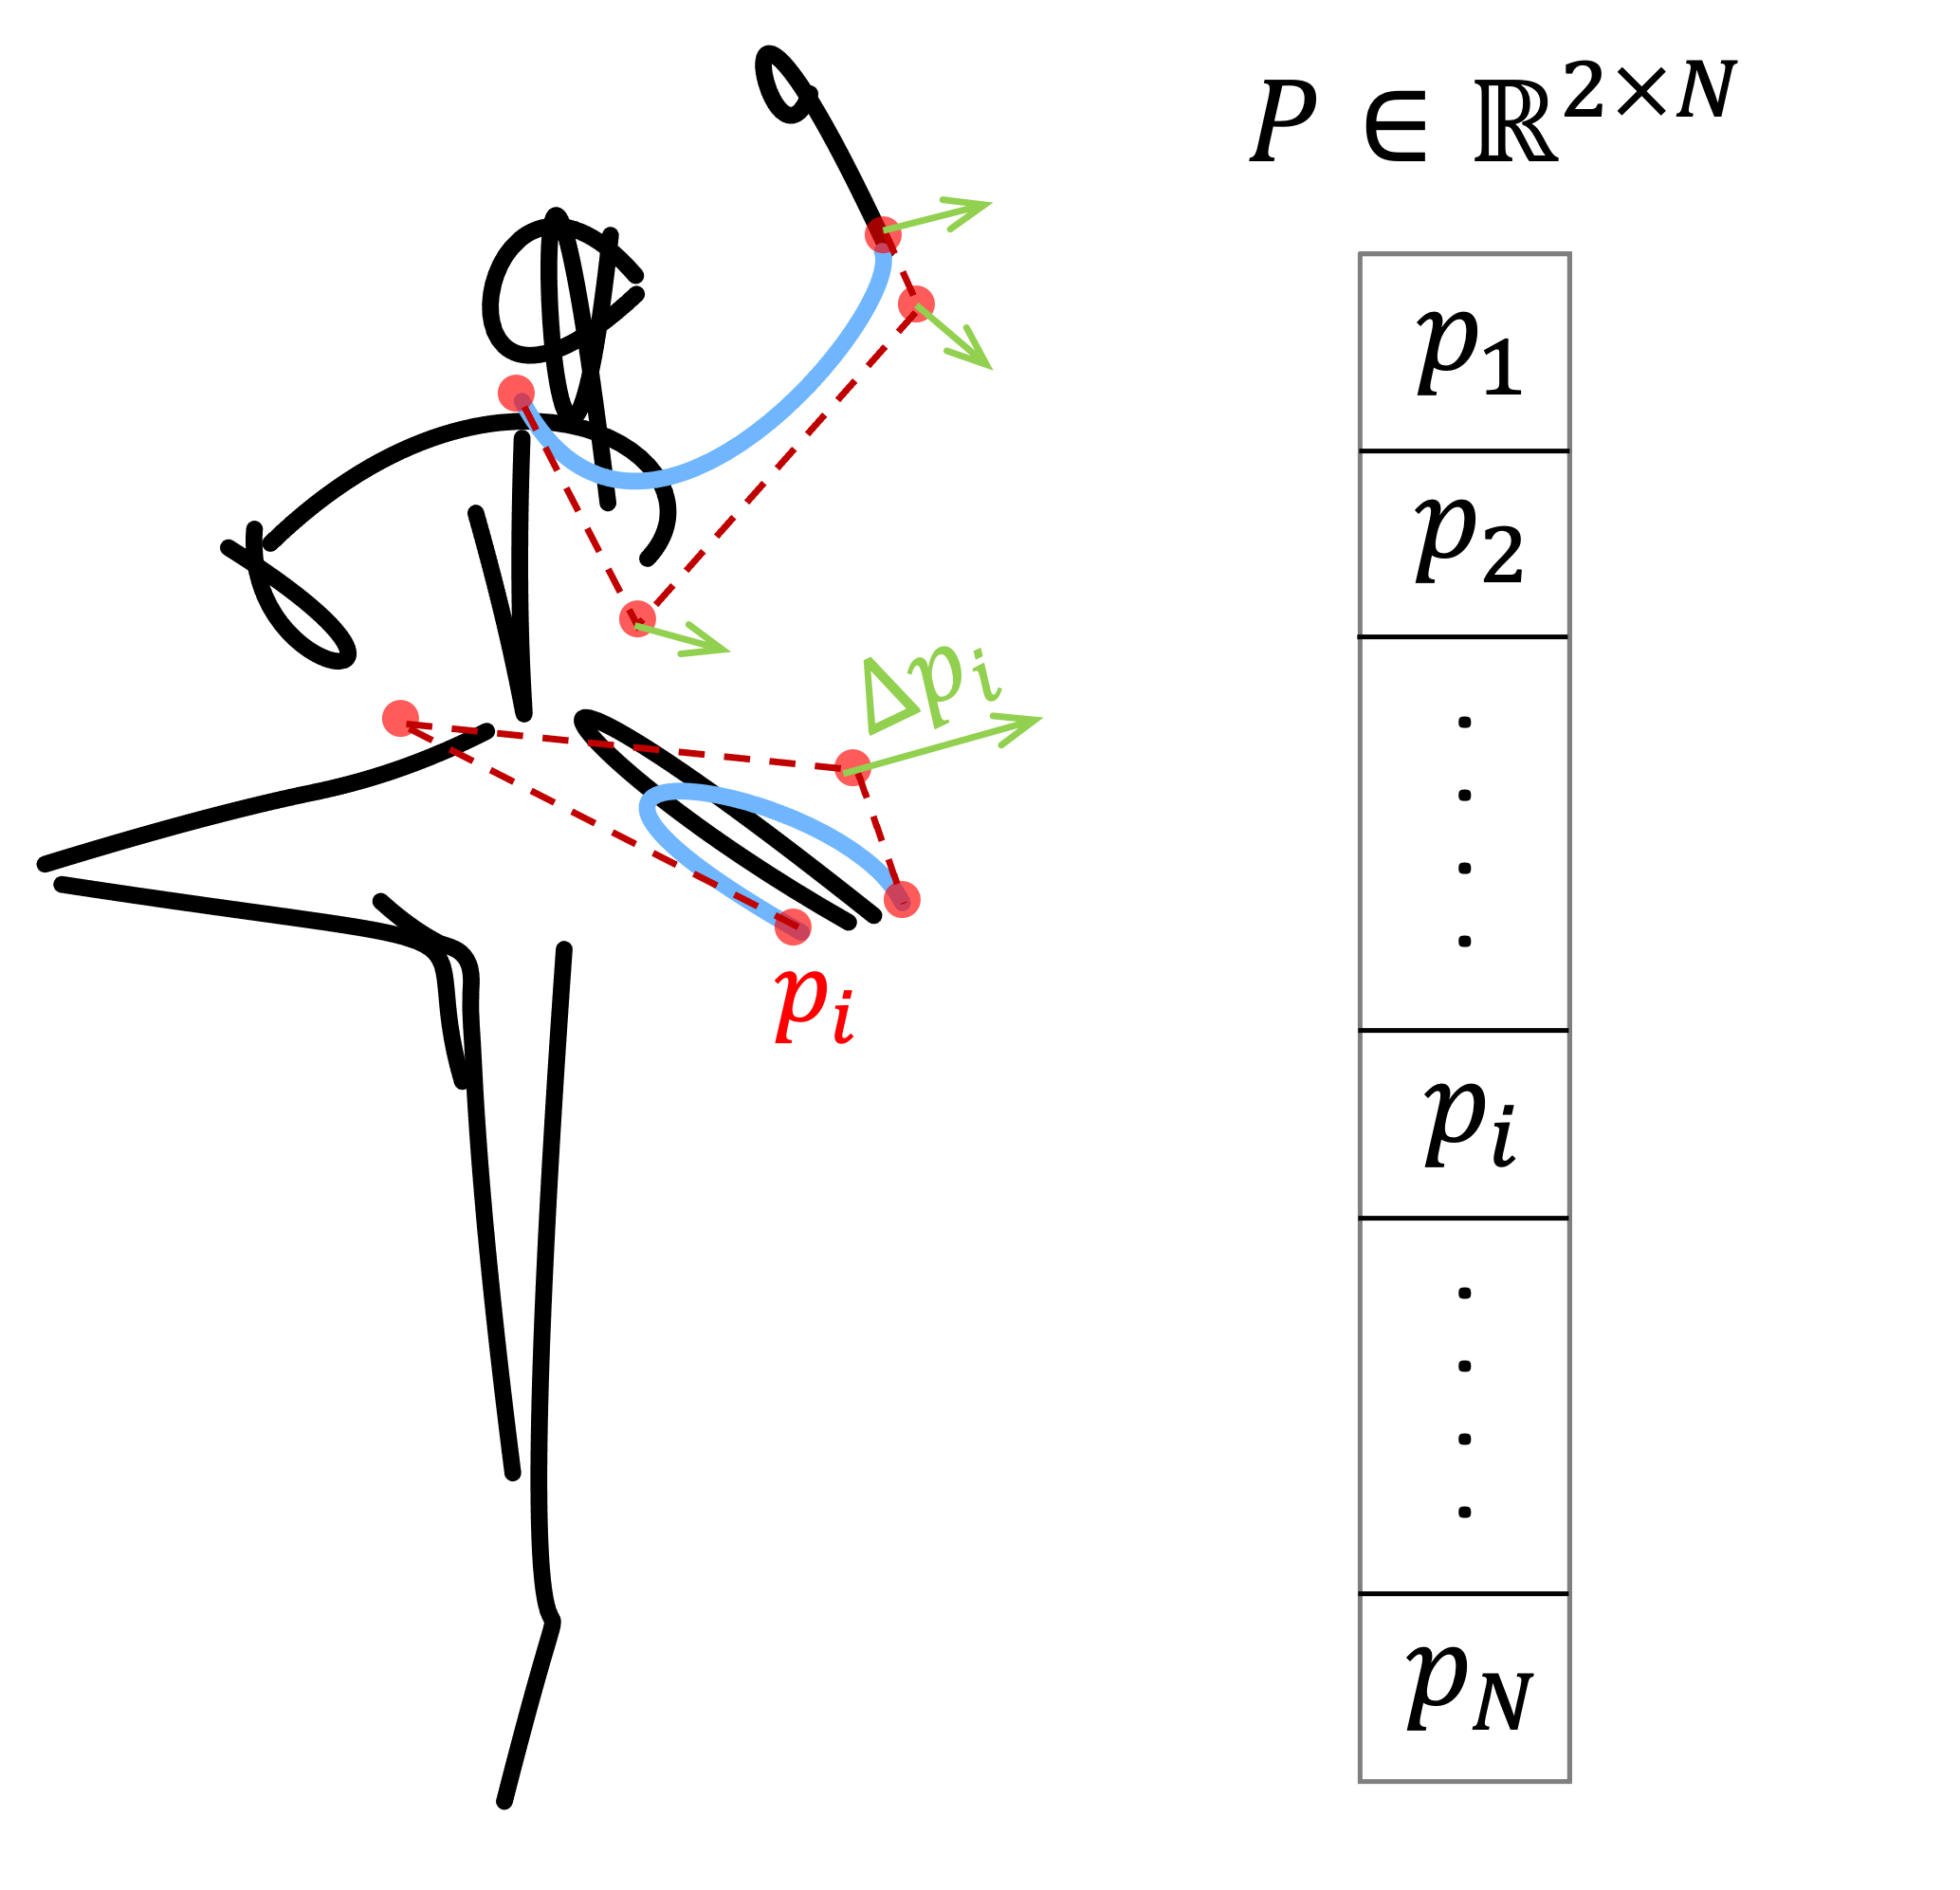 P ∈ ℝ^{2×N}
p_1
p_2
Δp_i
p_i
p_i
p_N